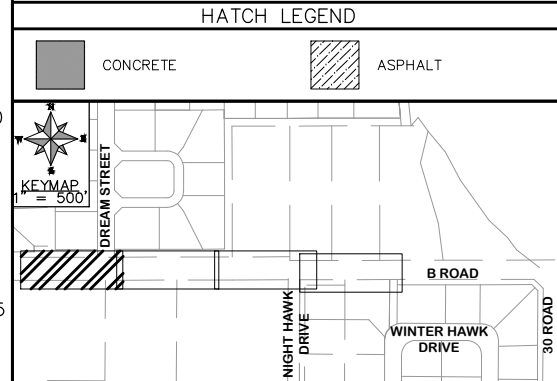 HATCH LEGEND
CONCRETE
ASPHALT
KEYMAP
1" = 500'
DREAM STREET
B ROAD
NIGHT HAWK
DRIVE
WINTER HAWK
DRIVE
30 ROAD